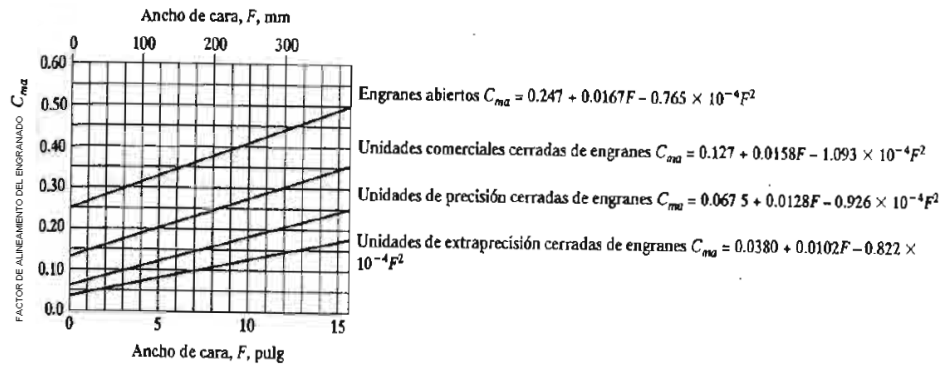 Ancho de cara, F, mm
0 100 200 300
0.60
0.50
0.40
0.30
0.20
0.10
0.0
FACTOR DE ALINEAMIENTO DEL ENGRANADO C_ma
Engranes abiertos C_ma = 0.247 + 0.0167F − 0.765 × 10⁻⁴F²
Unidades comerciales cerradas de engranes C_ma = 0.127 + 0.0158F − 1.093 × 10⁻⁴F²
Unidades de precisión cerradas de engranes C_ma = 0.067 5 + 0.0128F − 0.926 × 10⁻⁴F²
Unidades de extraprecisión cerradas de engranes C_ma = 0.0380 + 0.0102F − 0.822 ×
10⁻⁴F²
0 5 10 15
Ancho de cara, F, pulg